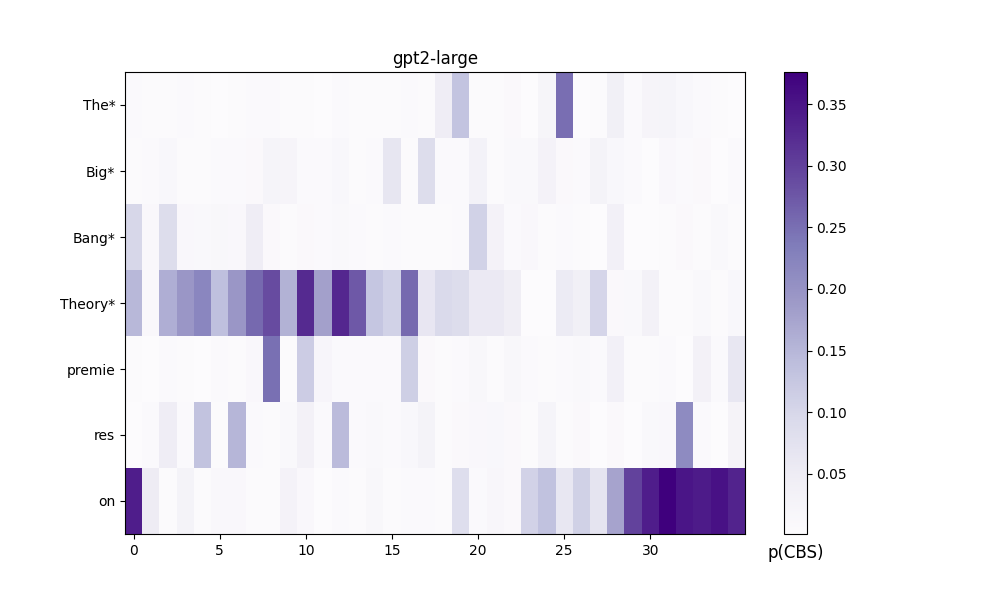 gpt2-large
The*
Big*
Bang*
Theory*
premie
res
on
0 5 10 15 20 25 30
0.35
0.30
0.25
0.20
0.15
0.10
0.05
p(CBS)